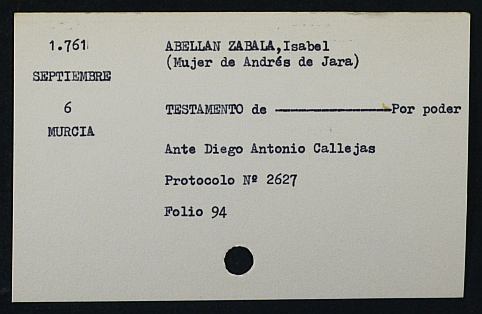 1.761
ABELLAN ZABALA,Isabel
(Mujer de Andrés de Jara)
SEPTIEMBRE
6
TESTAMENTO de ——————————Por poder
MURCIA
Ante Diego Antonio Callejas
Protocolo Nº 2627
Folio 94